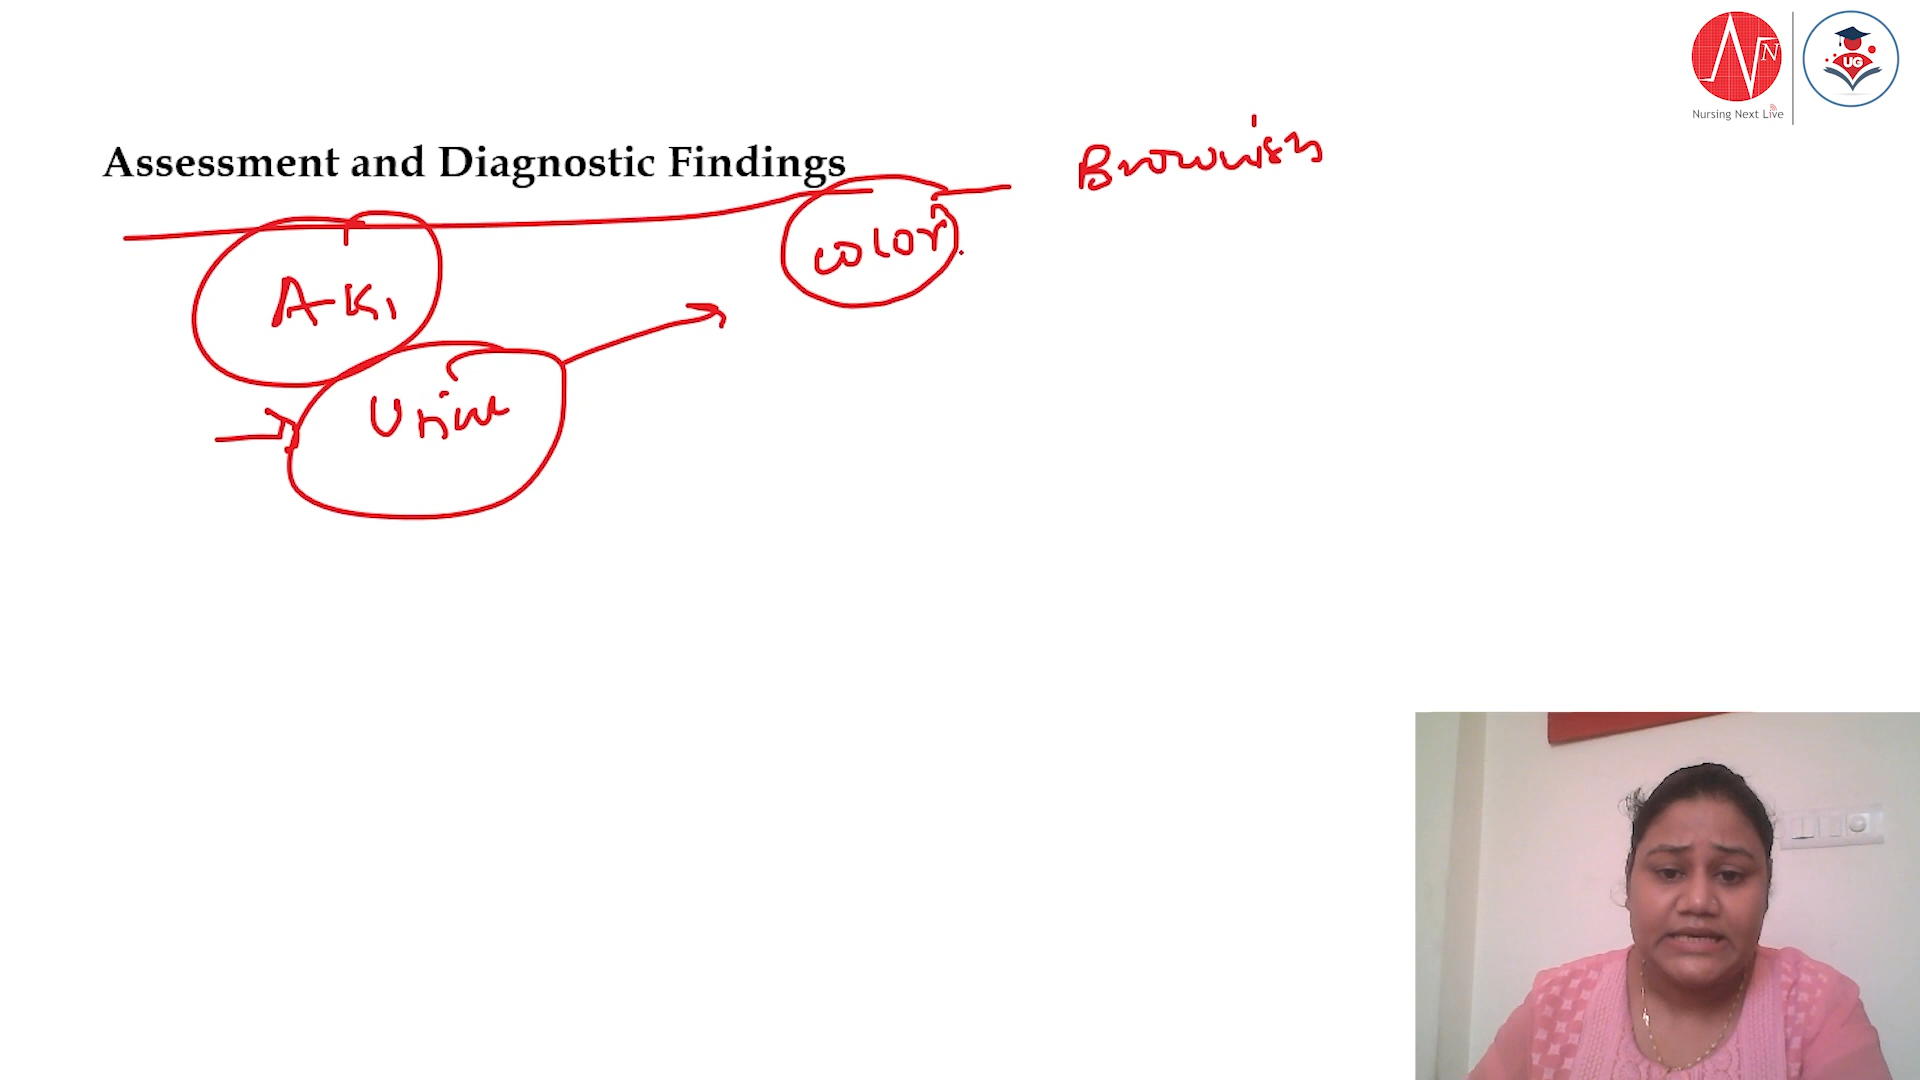 Nursing Next Live
N
UG
Assessment and Diagnostic Findings
Brownish
color
AKI
Urine